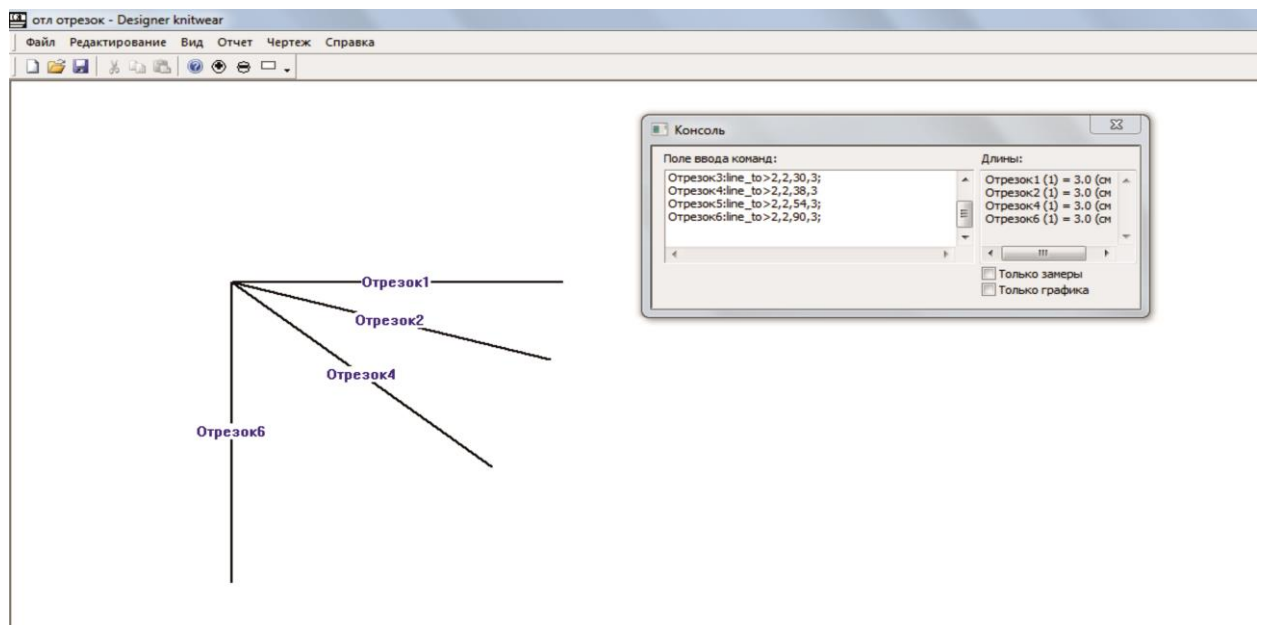 отл отрезок - Designer knitwear
Файл Редактирование Вид Отчет Чертеж Справка
Консоль
Поле ввода команд:
Отрезок3:line_to>2,2,30,3;
Отрезок4:line_to>2,2,38,3
Отрезок5:line_to>2,2,54,3;
Отрезок6:line_to>2,2,90,3;
Длины:
Отрезок1 (1) = 3.0 (см
Отрезок2 (1) = 3.0 (см
Отрезок4 (1) = 3.0 (см
Отрезок6 (1) = 3.0 (см
Только замеры
Только графика
Отрезок1
Отрезок2
Отрезок4
Отрезок6